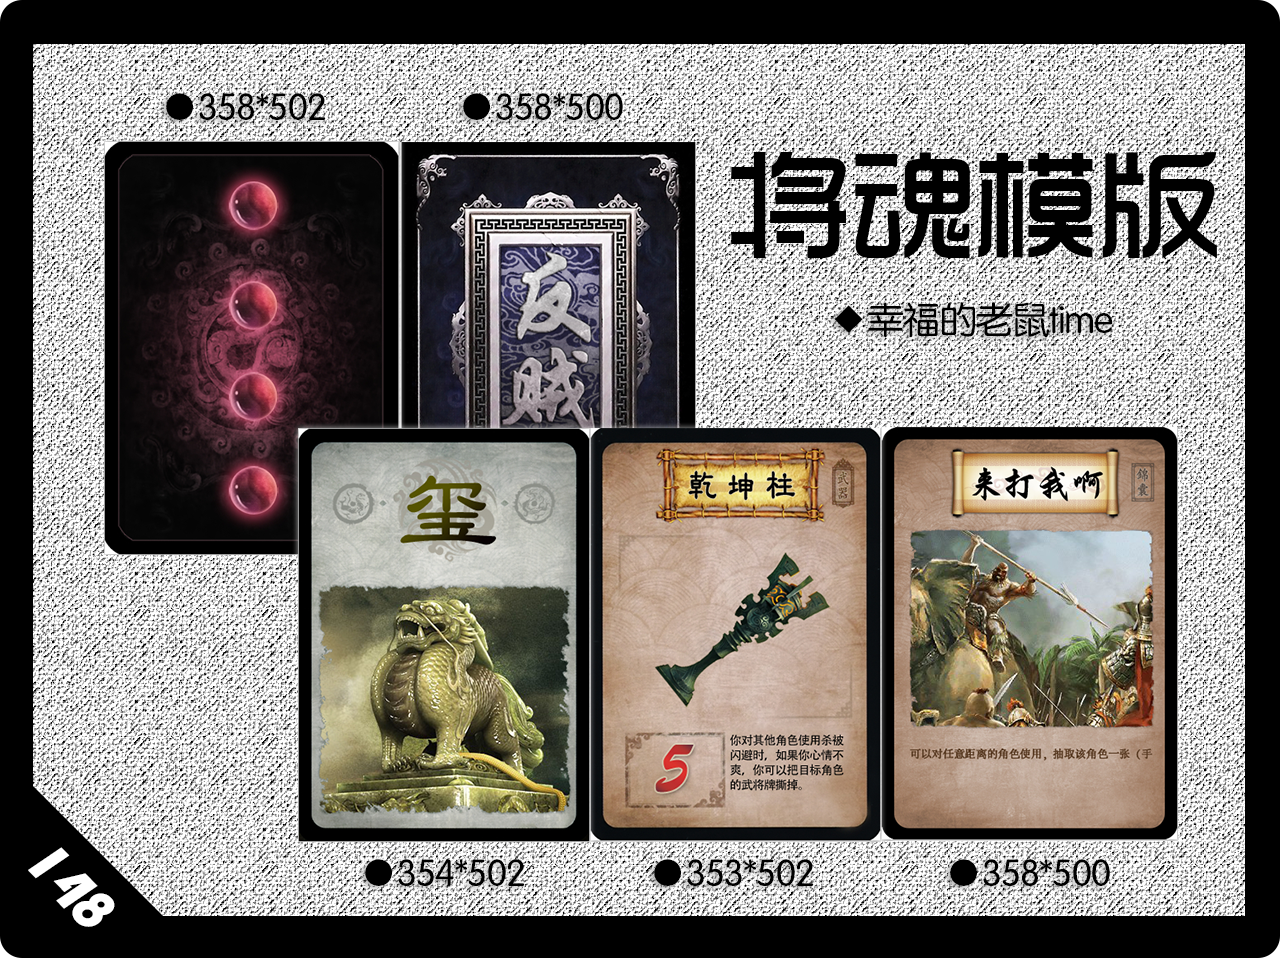 ●358*502
●358*500
将魂模版
◆幸福的老鼠time
反
贼
玺
乾坤柱
武器
来打我啊
锦囊
5
你对其他角色使用杀被
闪避时，如果你心情不
爽，你可以把目标角色
的武将牌撕掉。
可以对任意距离的角色使用，抽取该角色一张（手
●354*502
●353*502
●358*500
148